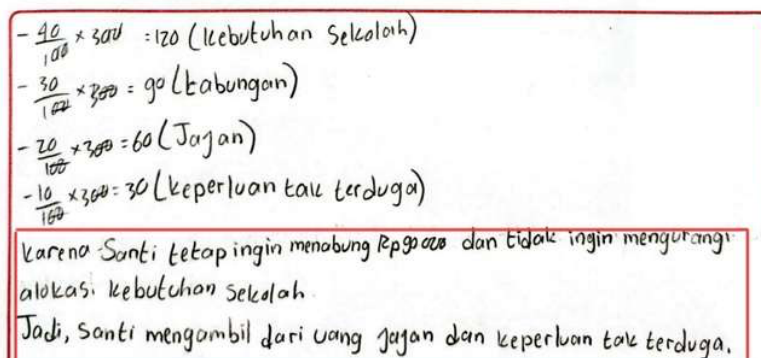 - 40/100 × 300 = 120 (kebutuhan Sekolah)
- 30/100 × 300 = 90 (tabungan)
- 20/100 × 300 = 60 (Jajan)
- 10/100 × 300 = 30 (keperluan tak terduga)
Karena Santi tetap ingin menabung Rp90000 dan tidak ingin mengurangi
alokasi kebutuhan sekolah.
Jadi, Santi mengambil dari uang jajan dan keperluan tak terduga.